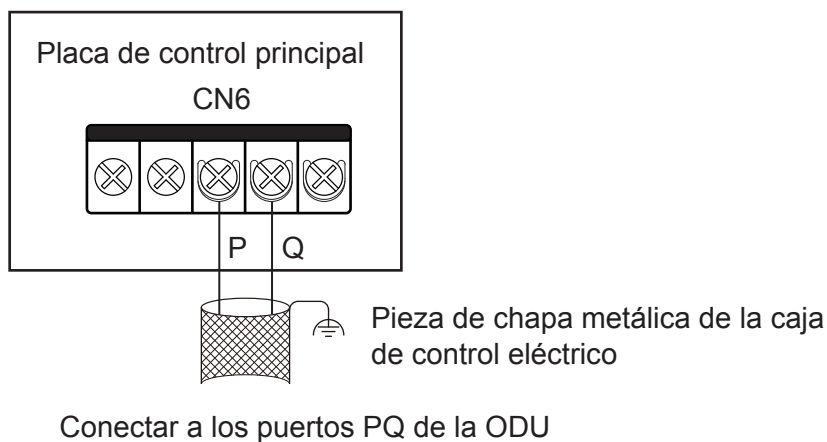 Placa de control principal
CN6
P Q
Pieza de chapa metálica de la caja
de control eléctrico
Conectar a los puertos PQ de la ODU